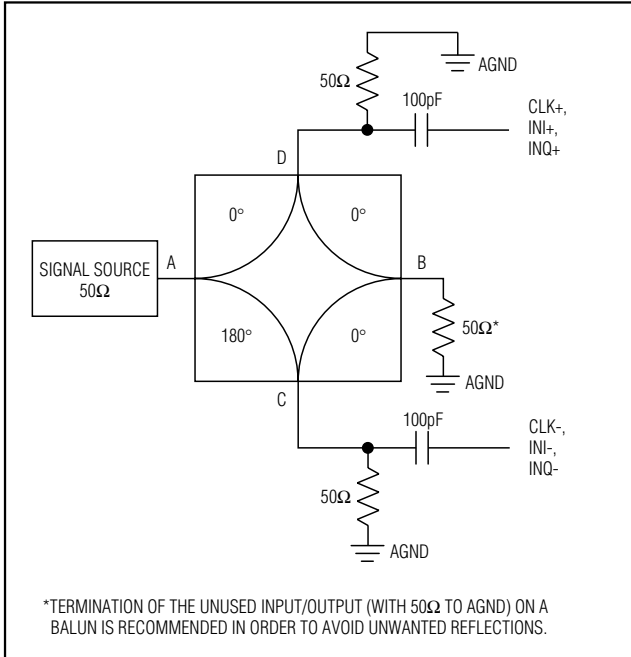 AGND
50Ω
100pF
CLK+,
INI+,
INQ+
D
0° 0°
SIGNAL SOURCE
50Ω
A
B
180° 0°
50Ω*
AGND
C
100pF
CLK-,
INI-,
INQ-
50Ω
AGND
*TERMINATION OF THE UNUSED INPUT/OUTPUT (WITH 50Ω TO AGND) ON A
BALUN IS RECOMMENDED IN ORDER TO AVOID UNWANTED REFLECTIONS.